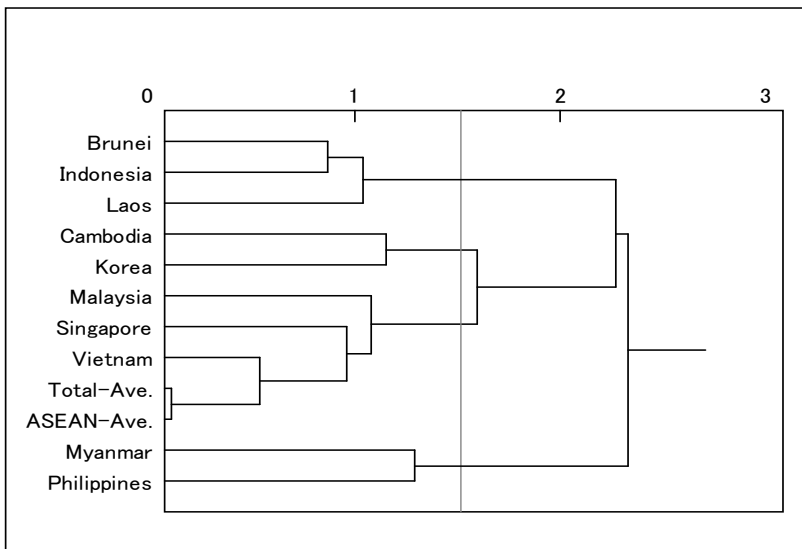 0 1 2 3
Brunei
Indonesia
Laos
Cambodia
Korea
Malaysia
Singapore
Vietnam
Total-Ave.
ASEAN-Ave.
Myanmar
Philippines